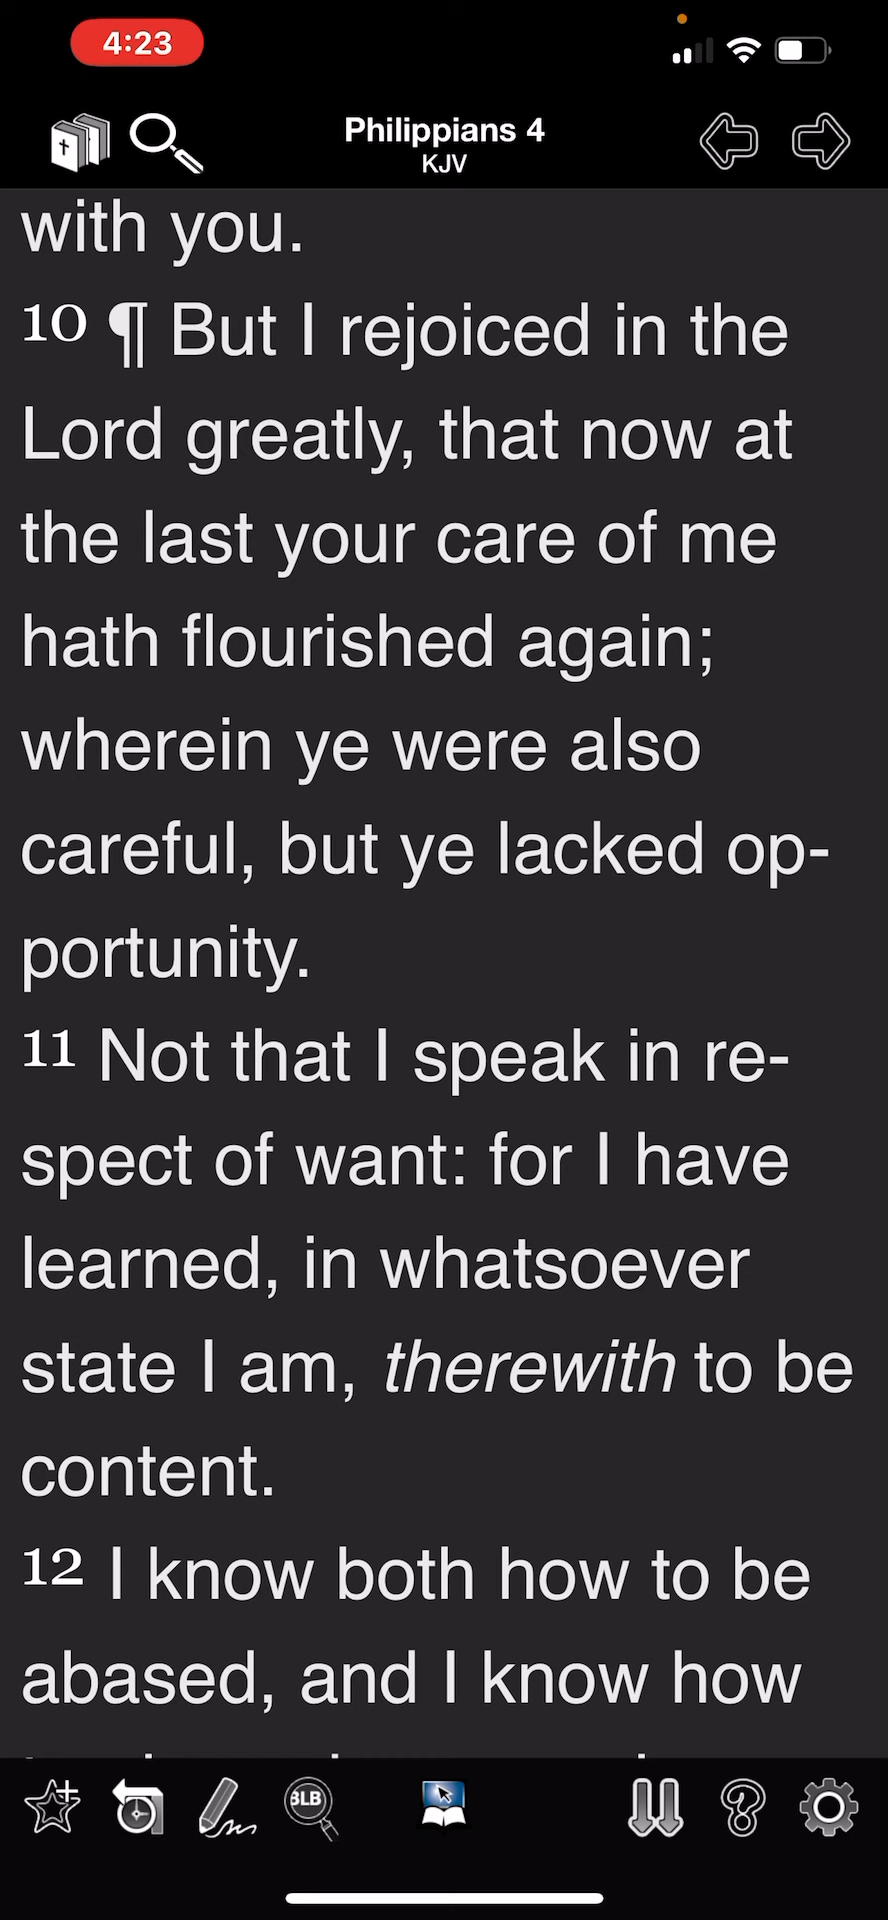 4:23
Philippians 4
KJV
with you.
10 ¶ But I rejoiced in the
Lord greatly, that now at
the last your care of me
hath flourished again;
wherein ye were also
careful, but ye lacked op-
portunity.
11 Not that I speak in re-
spect of want: for I have
learned, in whatsoever
state I am, therewith to be
content.
12 I know both how to be
abased, and I know how
BLB